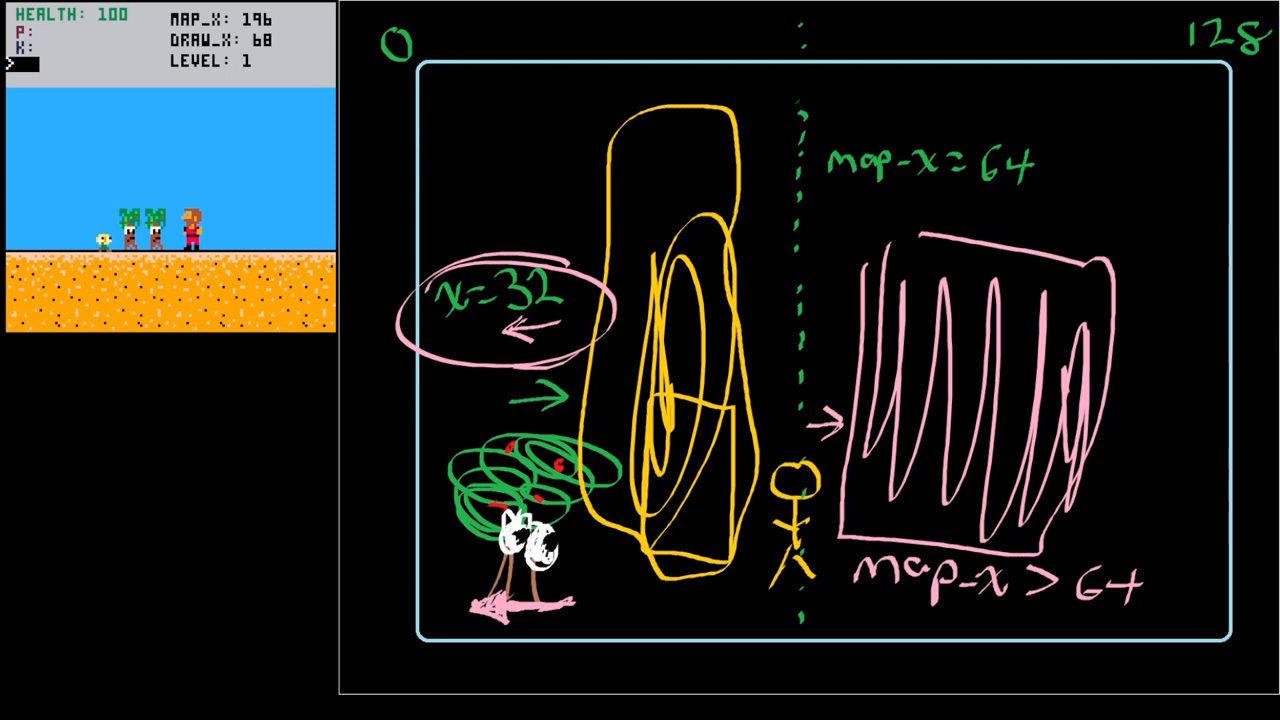 HEALTH: 100
P:
K:
>
MAP_X: 196
DRAW_X: 68
LEVEL: 1
0
128
map-x=64
x=32
map-x > 64